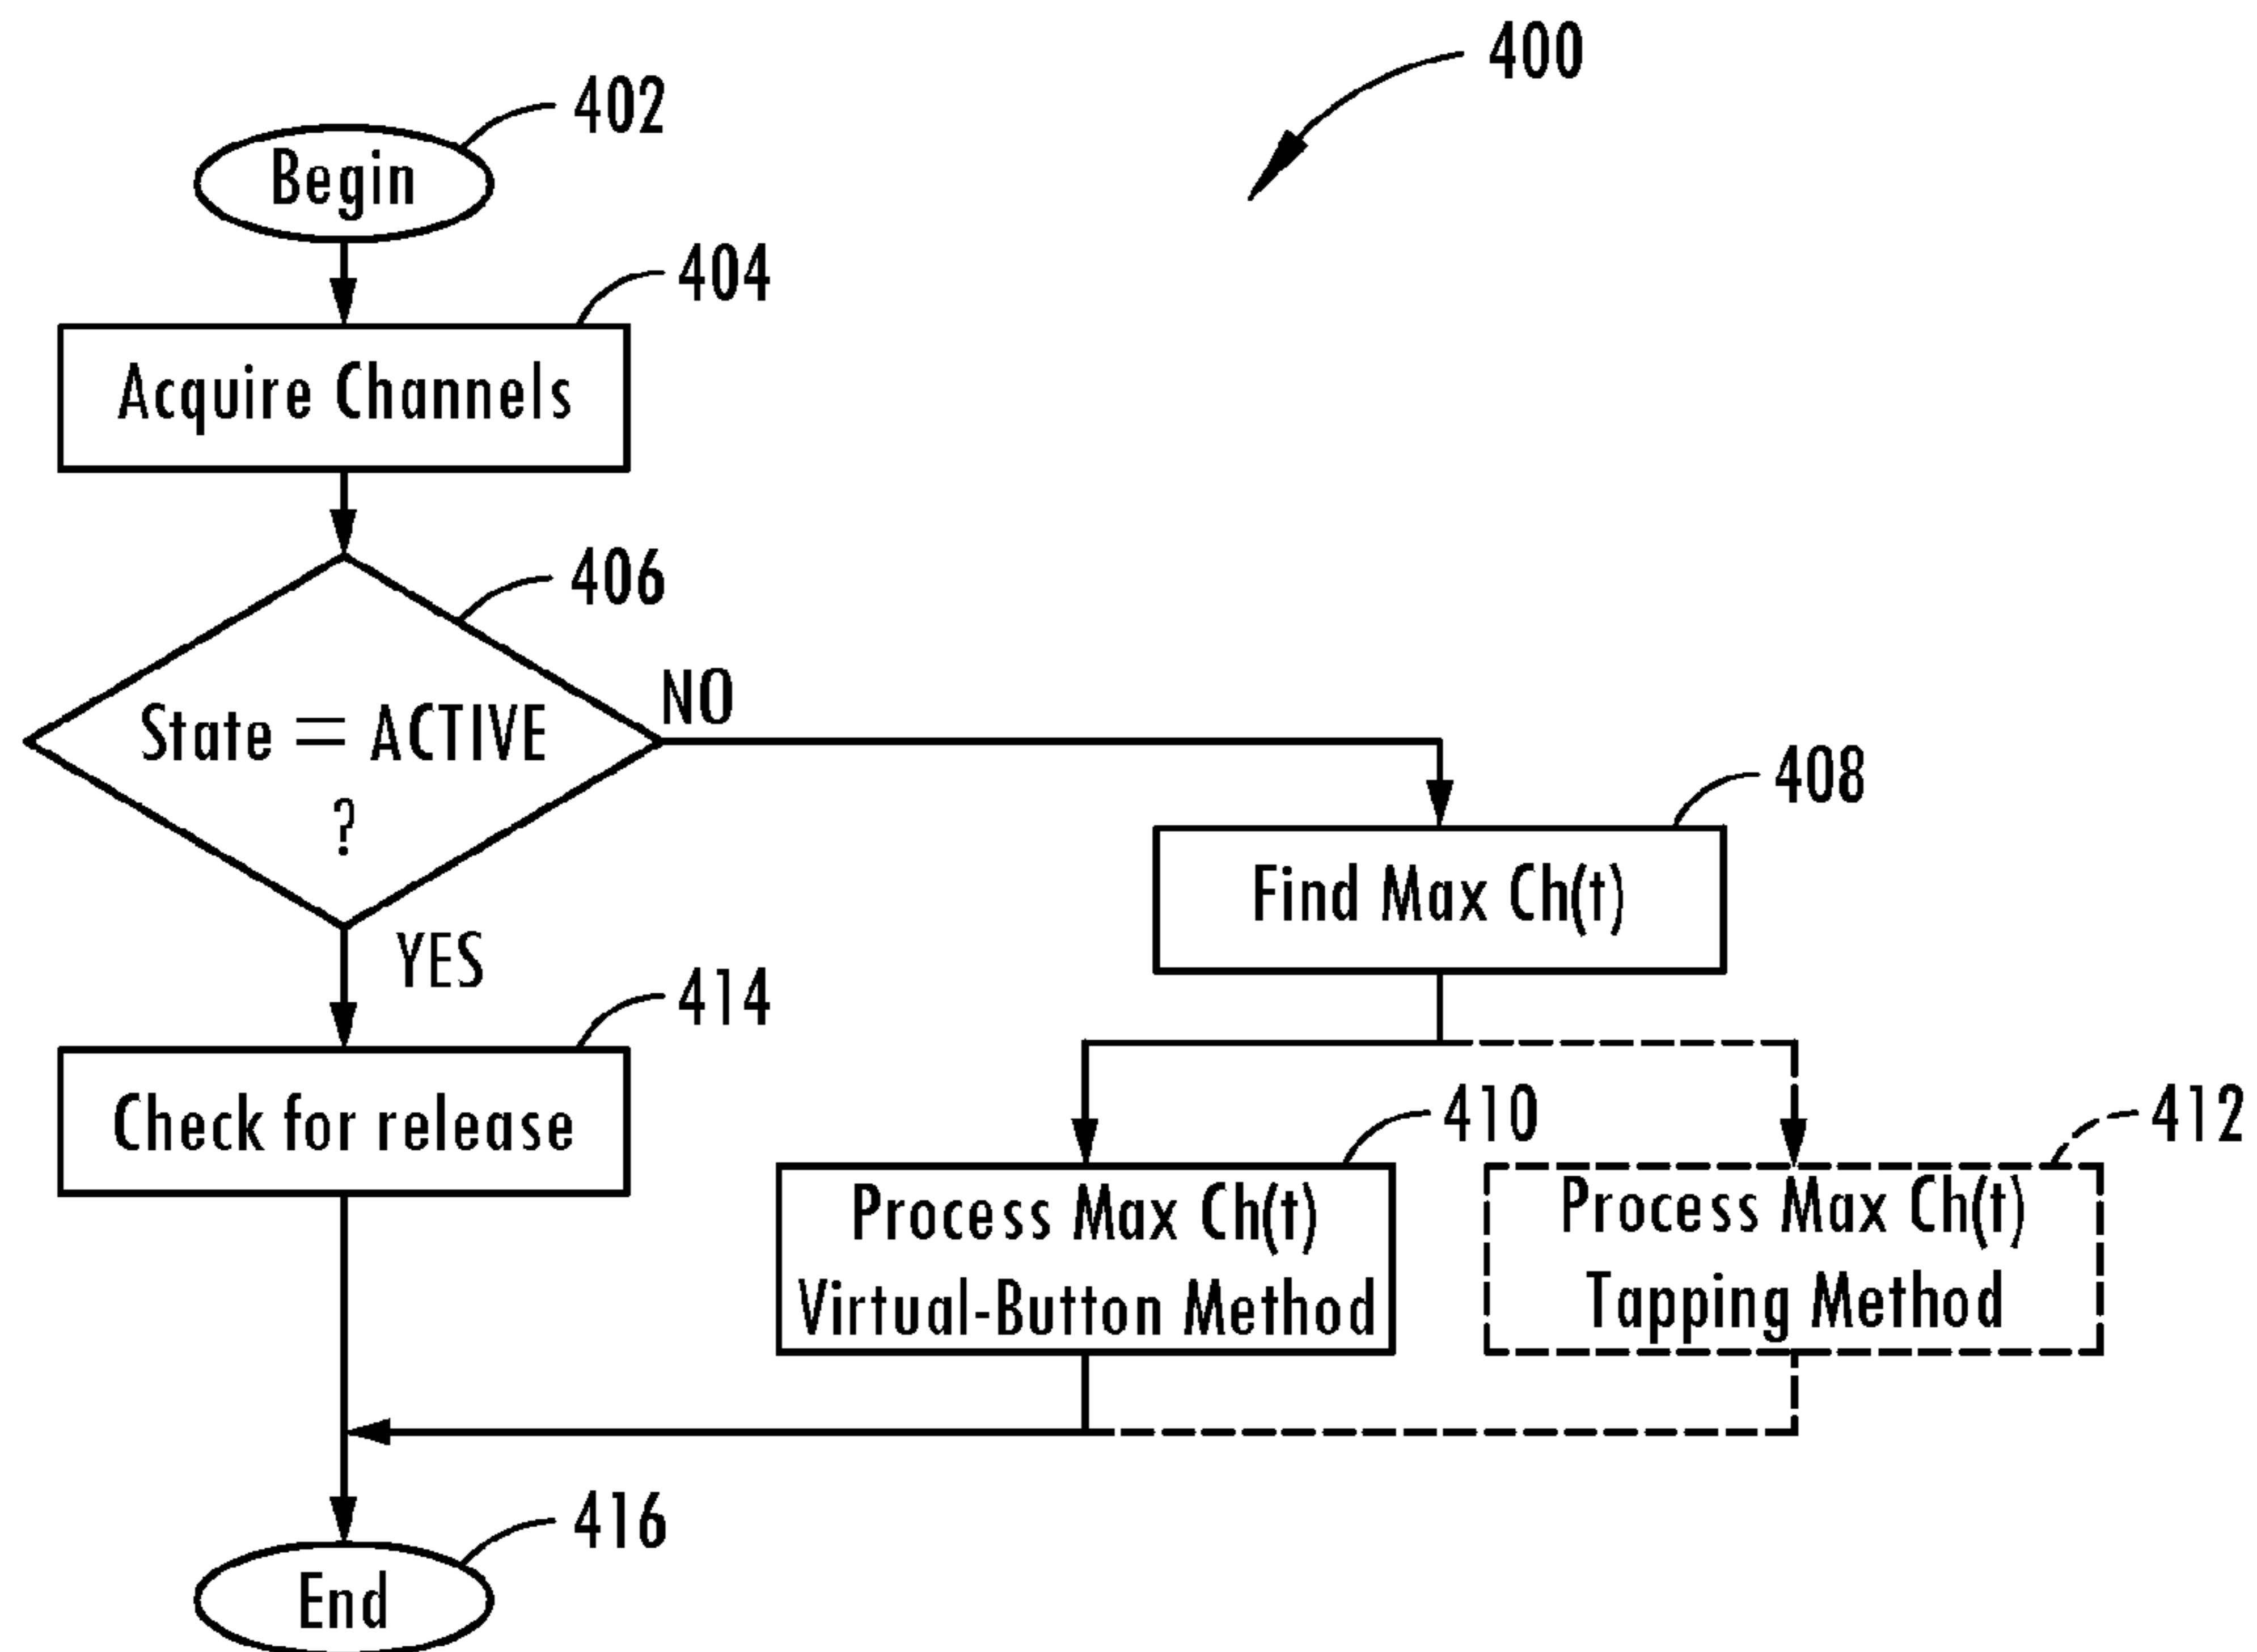 400
402
Begin
404
Acquire Channels
406
State = ACTIVE
?
NO
YES
408
Find Max Ch(t)
414
Check for release
410
Process Max Ch(t)
Virtual-Button Method
412
Process Max Ch(t)
Tapping Method
416
End